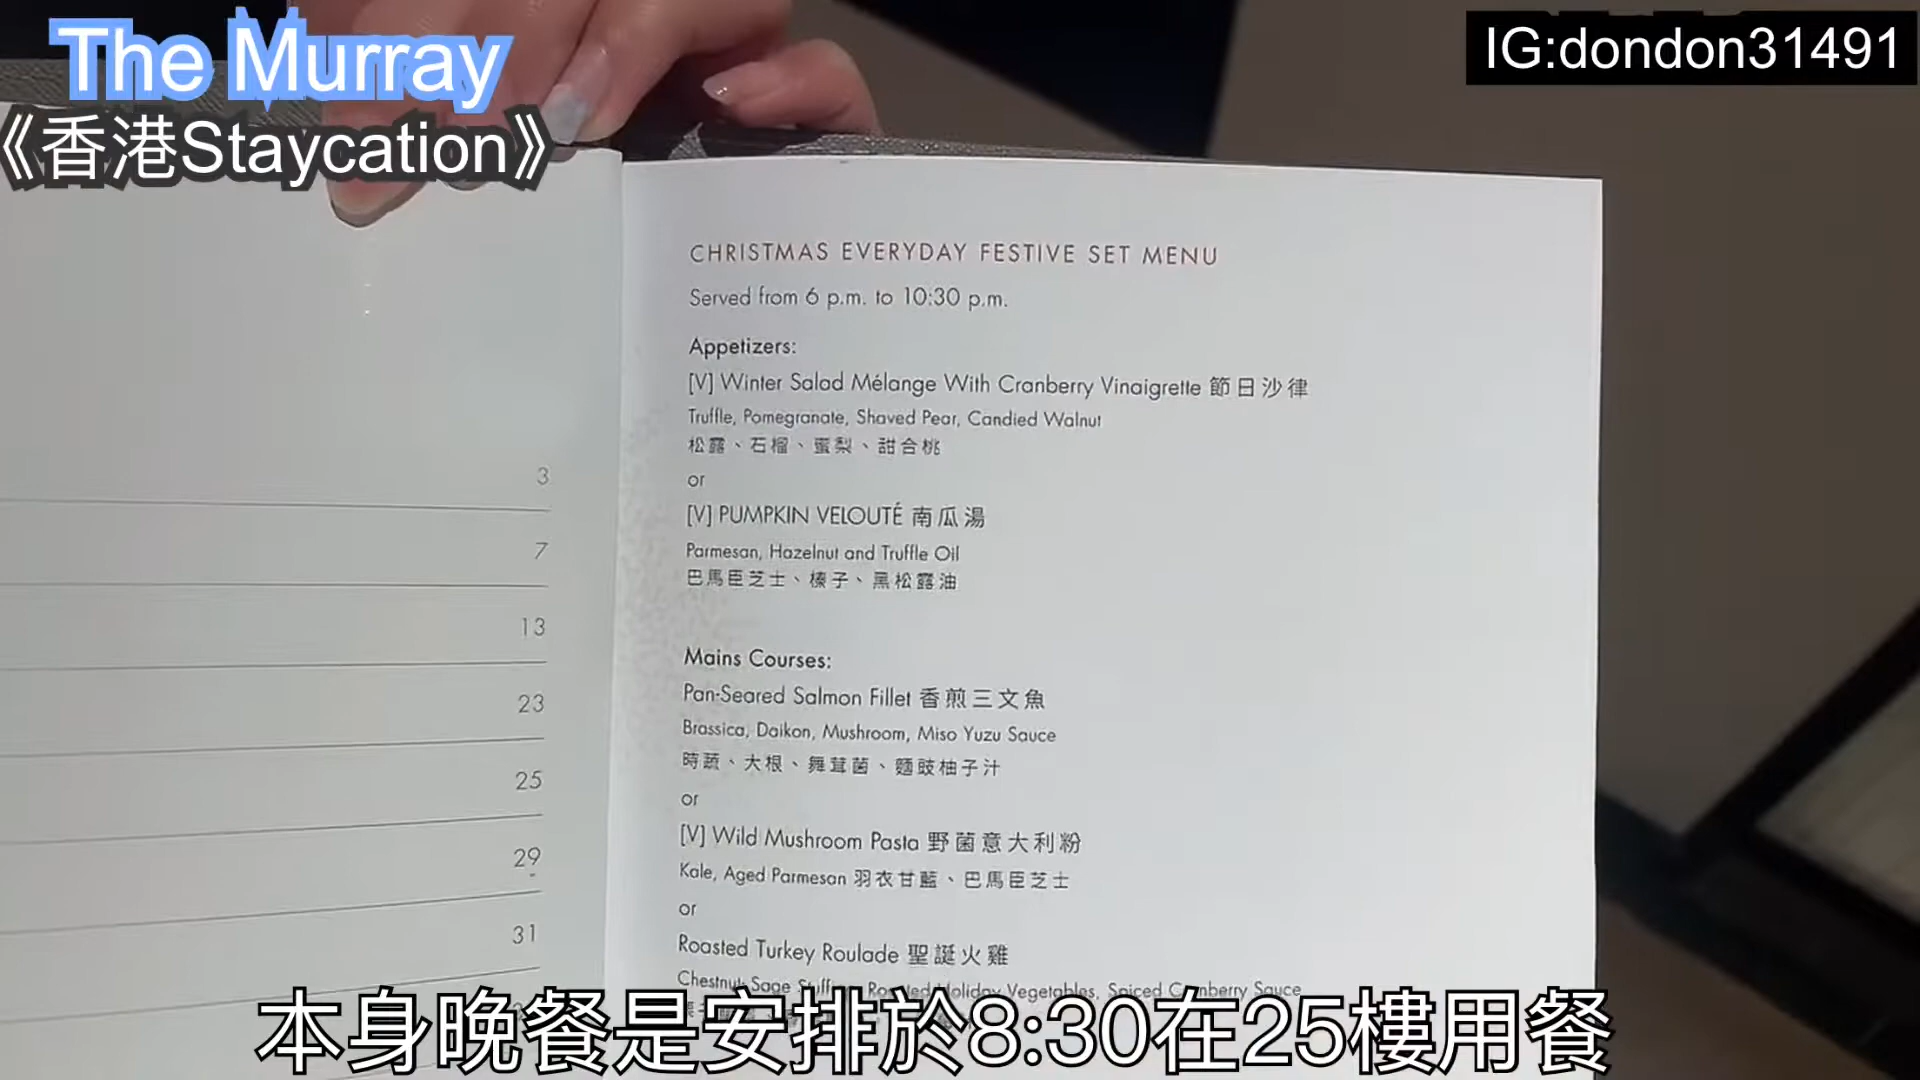 The Murray
《香港Staycation》
IG:dondon31491
3
7
13
23
25
29
31
CHRISTMAS EVERYDAY FESTIVE SET MENU
Served from 6 p.m. to 10:30 p.m.
Appetizers:
[V] Winter Salad Mélange With Cranberry Vinaigrette 節日沙律
Truffle, Pomegranate, Shaved Pear, Candied Walnut
松露、石榴、蜜梨、甜合桃
or
[V] PUMPKIN VELOUTÉ 南瓜湯
Parmesan, Hazelnut and Truffle Oil
巴馬臣芝士、榛子、黑松露油
Mains Courses:
Pan-Seared Salmon Fillet 香煎三文魚
Brassica, Daikon, Mushroom, Miso Yuzu Sauce
時蔬、大根、舞茸菌、麵豉柚子汁
or
[V] Wild Mushroom Pasta 野菌意大利粉
Kale, Aged Parmesan 羽衣甘藍、巴馬臣芝士
or
Roasted Turkey Roulade 聖誕火雞
Chestnut Sage Stuffing, Roasted Holiday Vegetables, Spiced Cranberry Sauce
本身晚餐是安排於8:30在25樓用餐